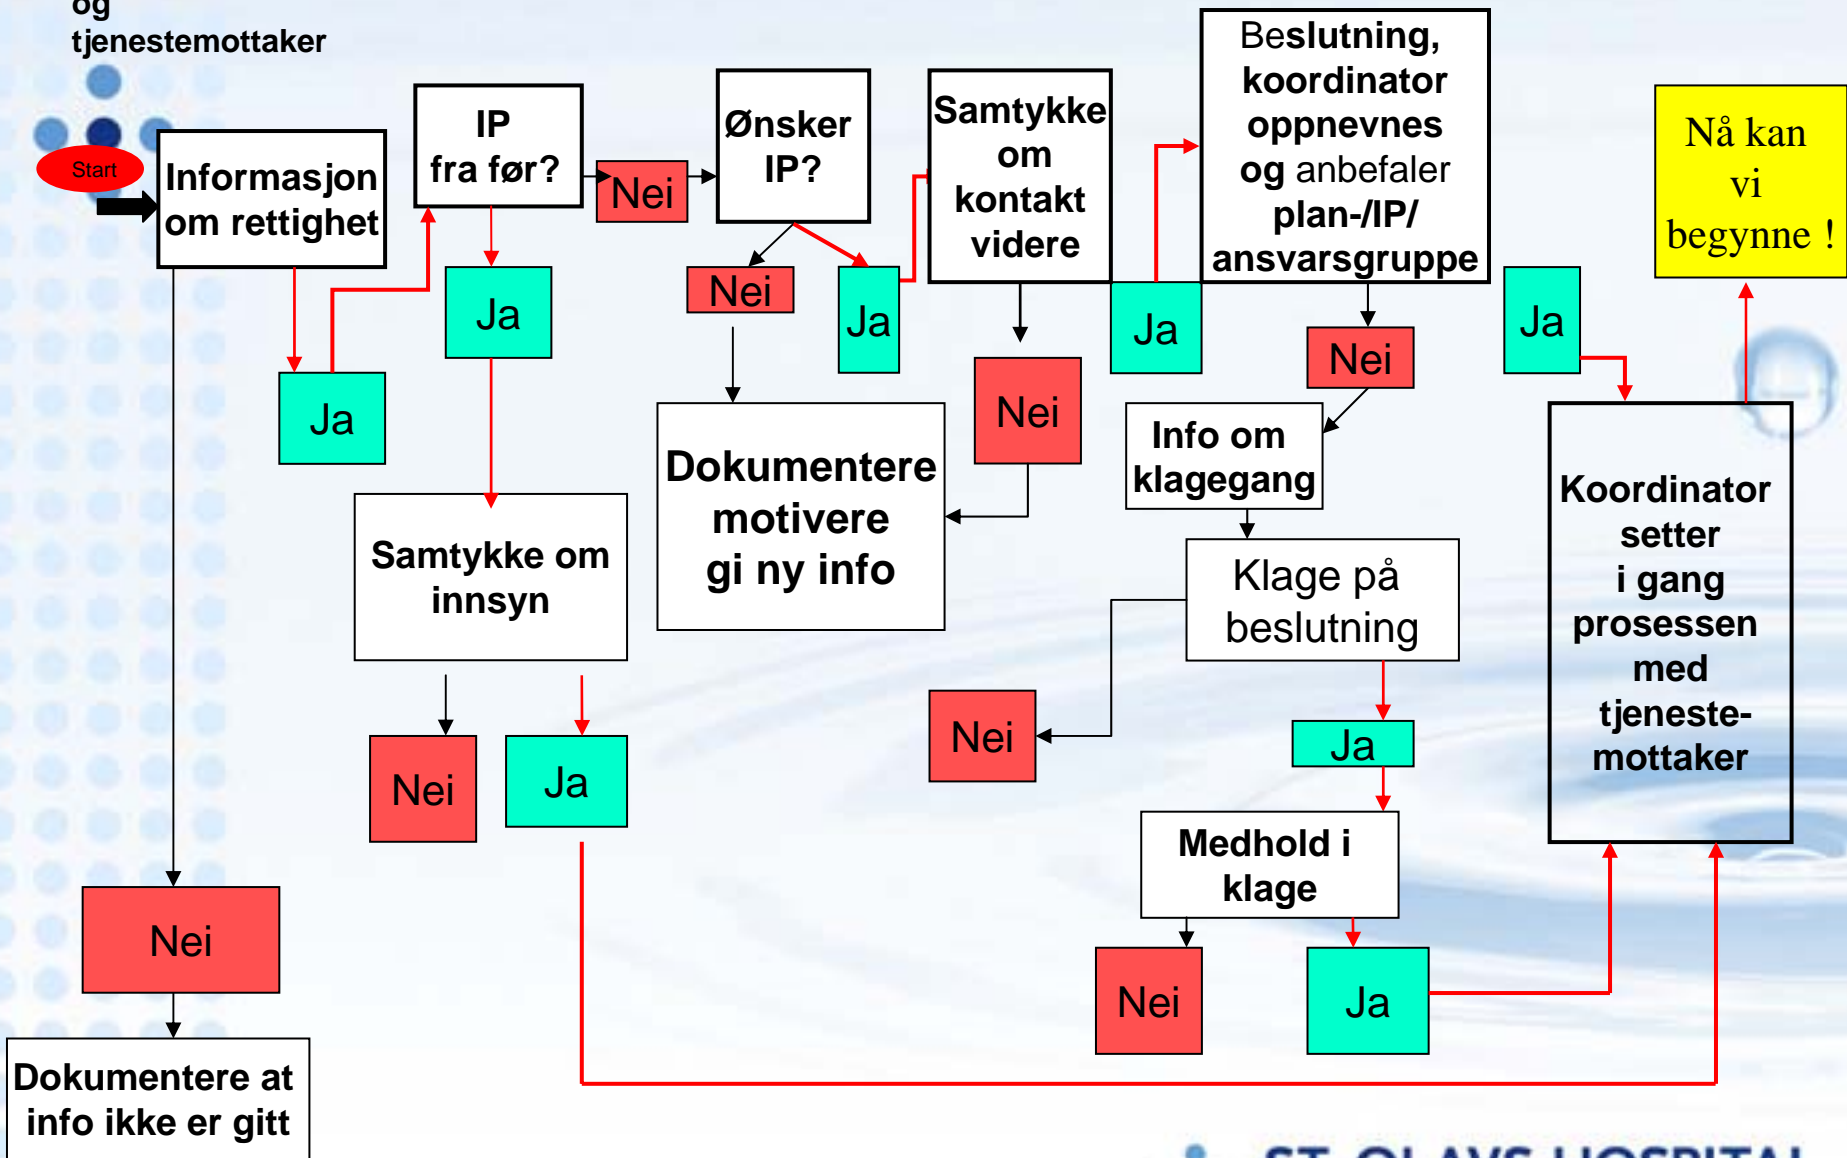 og
tjenestemottaker
Start
Informasjon
om rettighet
IP
fra før?
Nei
Ønsker
IP?
Samtykke
om
kontakt
videre
Beslutning,
koordinator
oppnevnes
og anbefaler
plan-/IP/
ansvarsgruppe
Nå kan
vi
begynne !
Ja
Ja
Nei
Ja
Ja
Nei
Ja
Nei
Dokumentere
motivere
gi ny info
Info om
klagegang
Koordinator
setter
i gang
prosessen
med
tjeneste-
mottaker
Samtykke om
innsyn
Klage på
beslutning
Nei
Ja
Nei
Ja
Medhold i
klage
Nei
Nei
Ja
Dokumentere at
info ikke er gitt
ST. OLAVS HOSPITAL